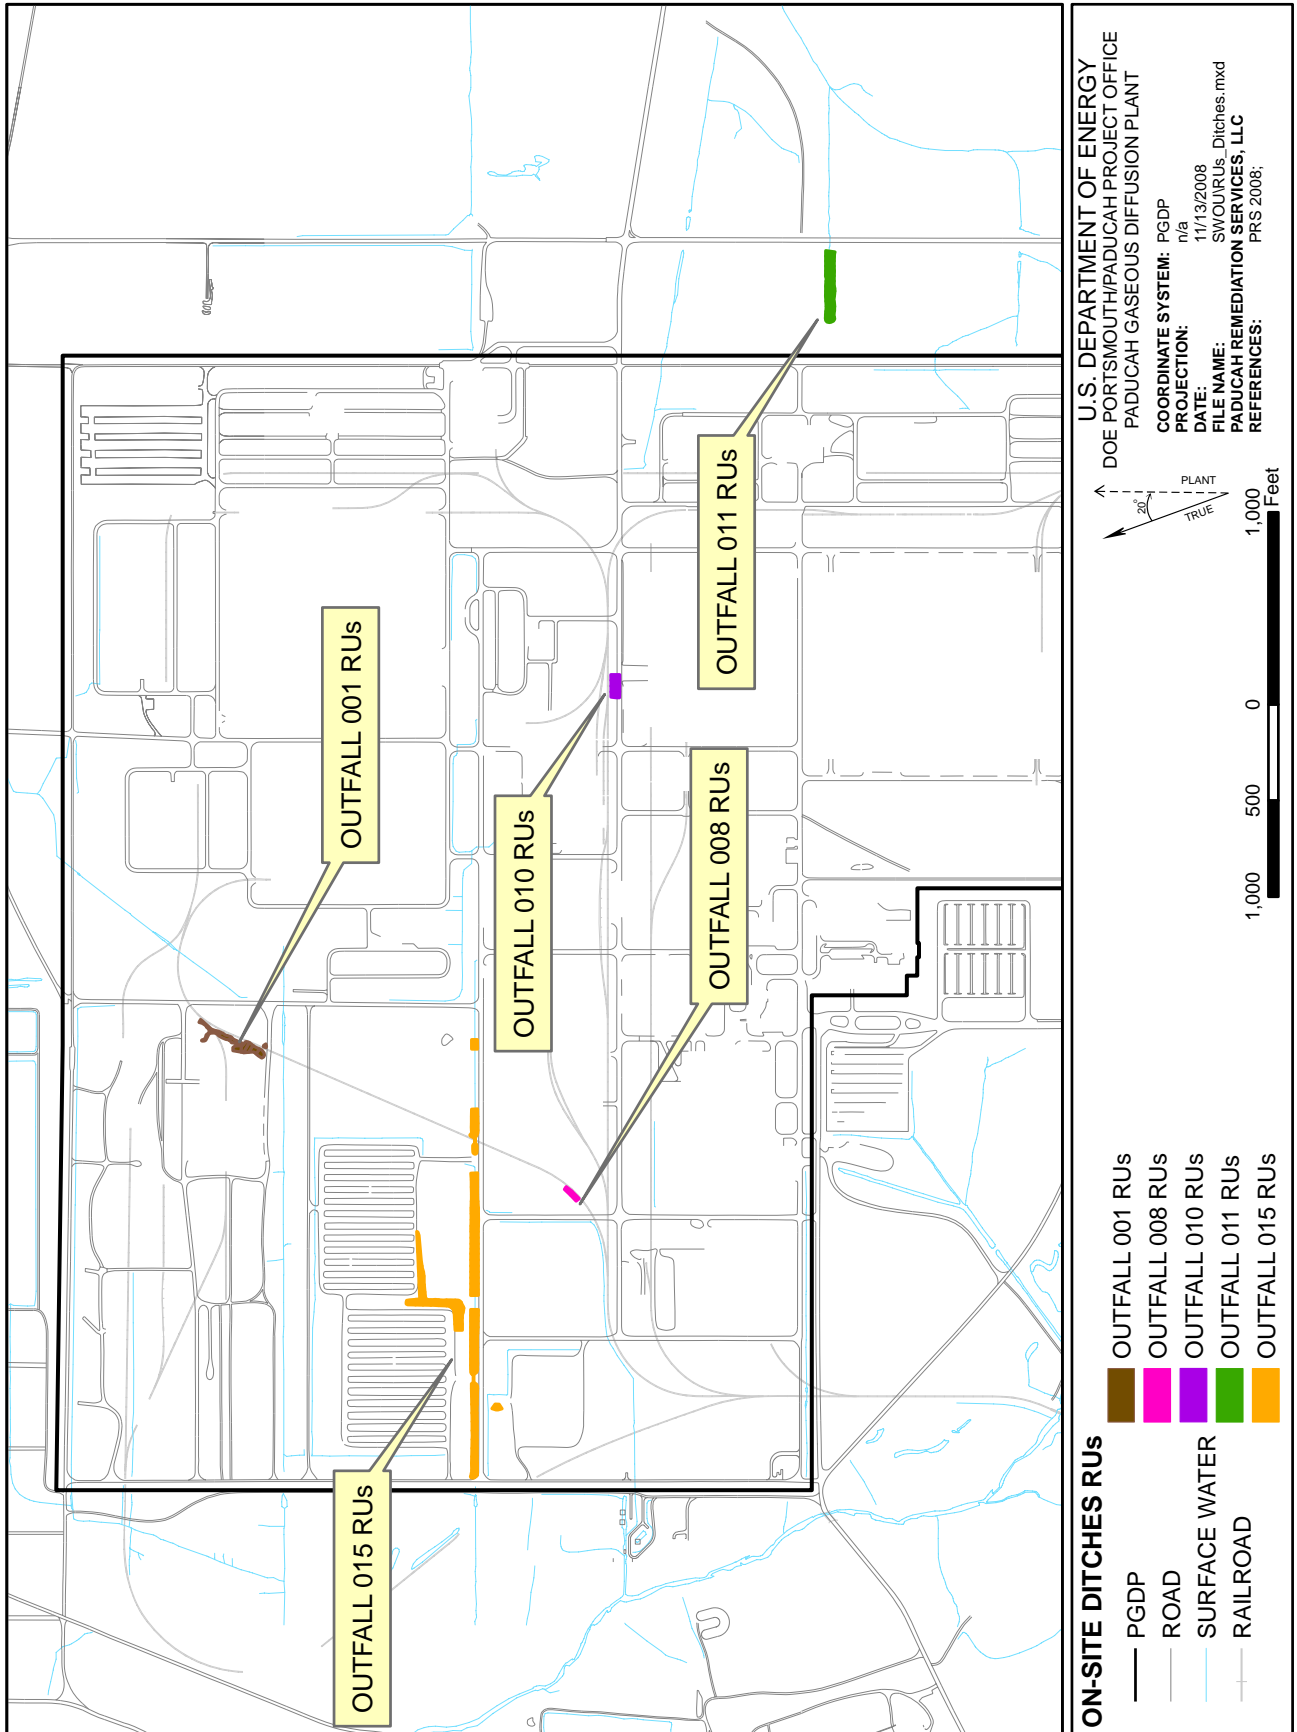 OUTFALL 001 RUs
OUTFALL 010 RUs
OUTFALL 011 RUs
OUTFALL 008 RUs
OUTFALL 015 RUs
ON-SITE DITCHES RUs
PGDP
ROAD
SURFACE WATER
RAILROAD
OUTFALL 001 RUs
OUTFALL 008 RUs
OUTFALL 010 RUs
OUTFALL 011 RUs
OUTFALL 015 RUs
1,000 500 0 1,000
Feet
20°
PLANT
TRUE
U.S. DEPARTMENT OF ENERGY
DOE PORTSMOUTH/PADUCAH PROJECT OFFICE
PADUCAH GASEOUS DIFFUSION PLANT
COORDINATE SYSTEM: PGDP
PROJECTION: n/a
DATE: 11/13/2008
FILE NAME: SWOU\RUs_Ditches.mxd
PADUCAH REMEDIATION SERVICES, LLC
REFERENCES: PRS 2008;